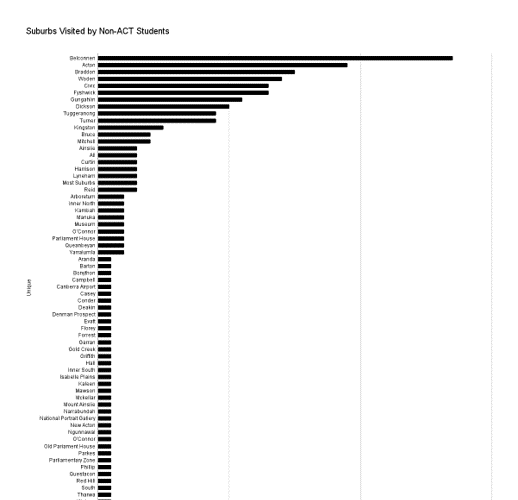 Suburbs Visited by Non-ACT Students
Belconnen
Acton
Braddon
Woden
Civic
Fyshwick
Gungahlin
Dickson
Tuggeranong
Turner
Kingston
Bruce
Mitchell
Ainslie
All
Curtin
Harrison
Lyneham
Most Suburbs
Reid
Arboretum
Inner North
Kambah
Manuka
Museum
O'Connor
Parliament House
Queanbeyan
Yarralumla
Aranda
Barton
Bonython
Campbell
Canberra Airport
Casey
Conder
Deakin
Denman Prospect
Evatt
Florey
Forrest
Garran
Gold Creek
Griffith
Hall
Inner South
Isabella Plains
Kaleen
Mawson
Mckellar
Mount Ainslie
Narrabundah
National Portrait Gallery
New Acton
Ngunnawal
O'Connor
Old Parlament House
Parkes
Parliamentary Zone
Phillip
Questacon
Red Hill
South
Tharwa
Unique